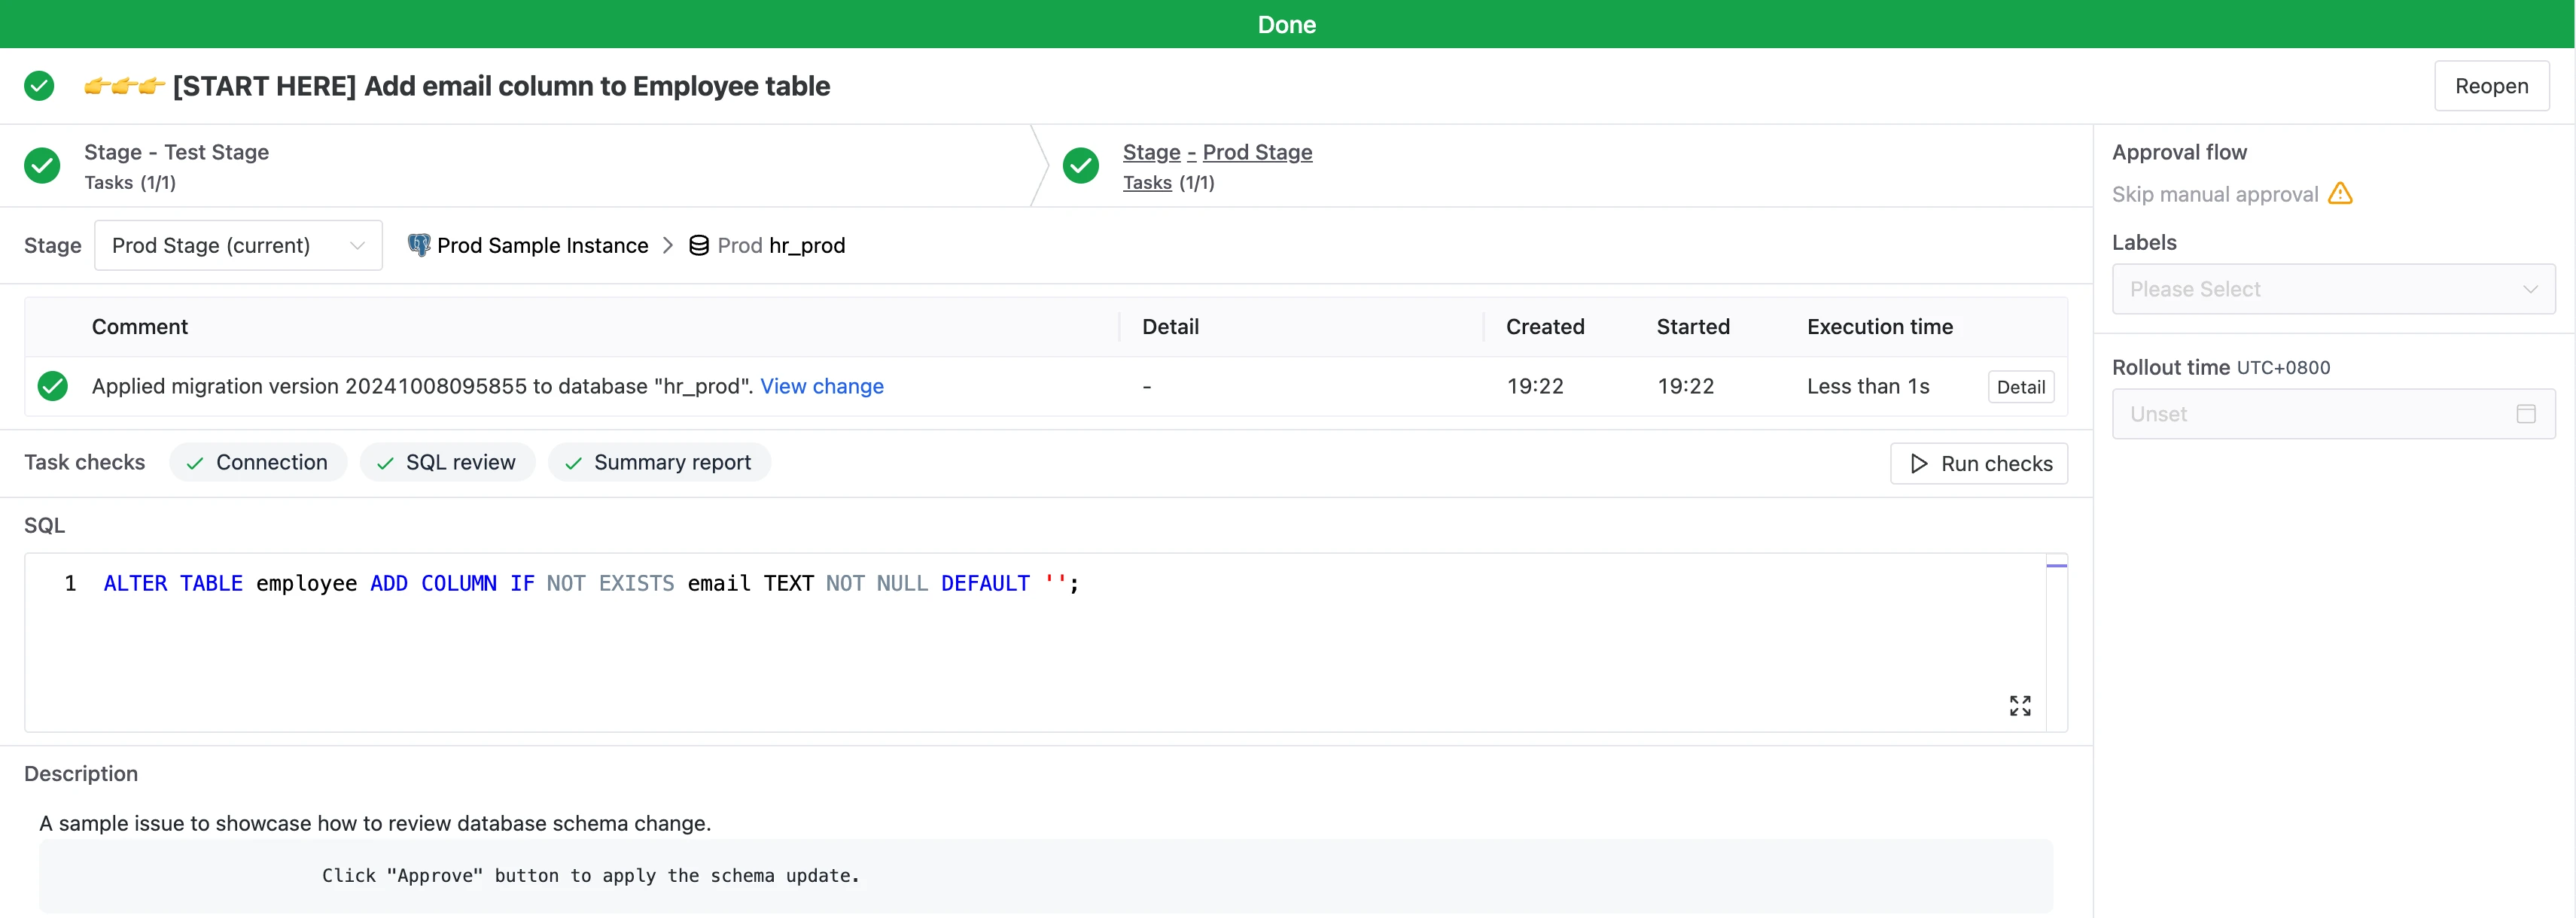 Done
👉👉👉 [START HERE] Add email column to Employee table
Reopen
Stage - Test Stage
Tasks (1/1)
Stage - Prod Stage
Tasks (1/1)
Stage Prod Stage (current) Prod Sample Instance > Prod hr_prod
Comment Detail Created Started Execution time
Applied migration version 20241008095855 to database "hr_prod". View change - 19:22 19:22 Less than 1s Detail
Task checks Connection SQL review Summary report Run checks
SQL
1 ALTER TABLE employee ADD COLUMN IF NOT EXISTS email TEXT NOT NULL DEFAULT '';
Description
A sample issue to showcase how to review database schema change.
Click "Approve" button to apply the schema update.
Approval flow
Skip manual approval
Labels
Please Select
Rollout time UTC+0800
Unset